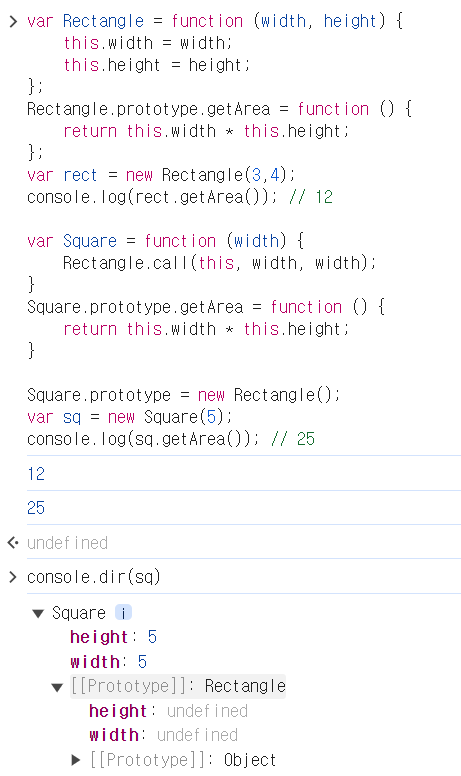 var Rectangle = function (width, height) {
    this.width = width;
    this.height = height;
};
Rectangle.prototype.getArea = function () {
    return this.width * this.height;
};
var rect = new Rectangle(3,4);
console.log(rect.getArea()); // 12

var Square = function (width) {
    Rectangle.call(this, width, width);
}
Square.prototype.getArea = function () {
    return this.width * this.height;
}

Square.prototype = new Rectangle();
var sq = new Square(5);
console.log(sq.getArea()); // 25
12
25
undefined
console.dir(sq)
Square i
height: 5
width: 5
[[Prototype]]: Rectangle
height: undefined
width: undefined
[[Prototype]]: Object